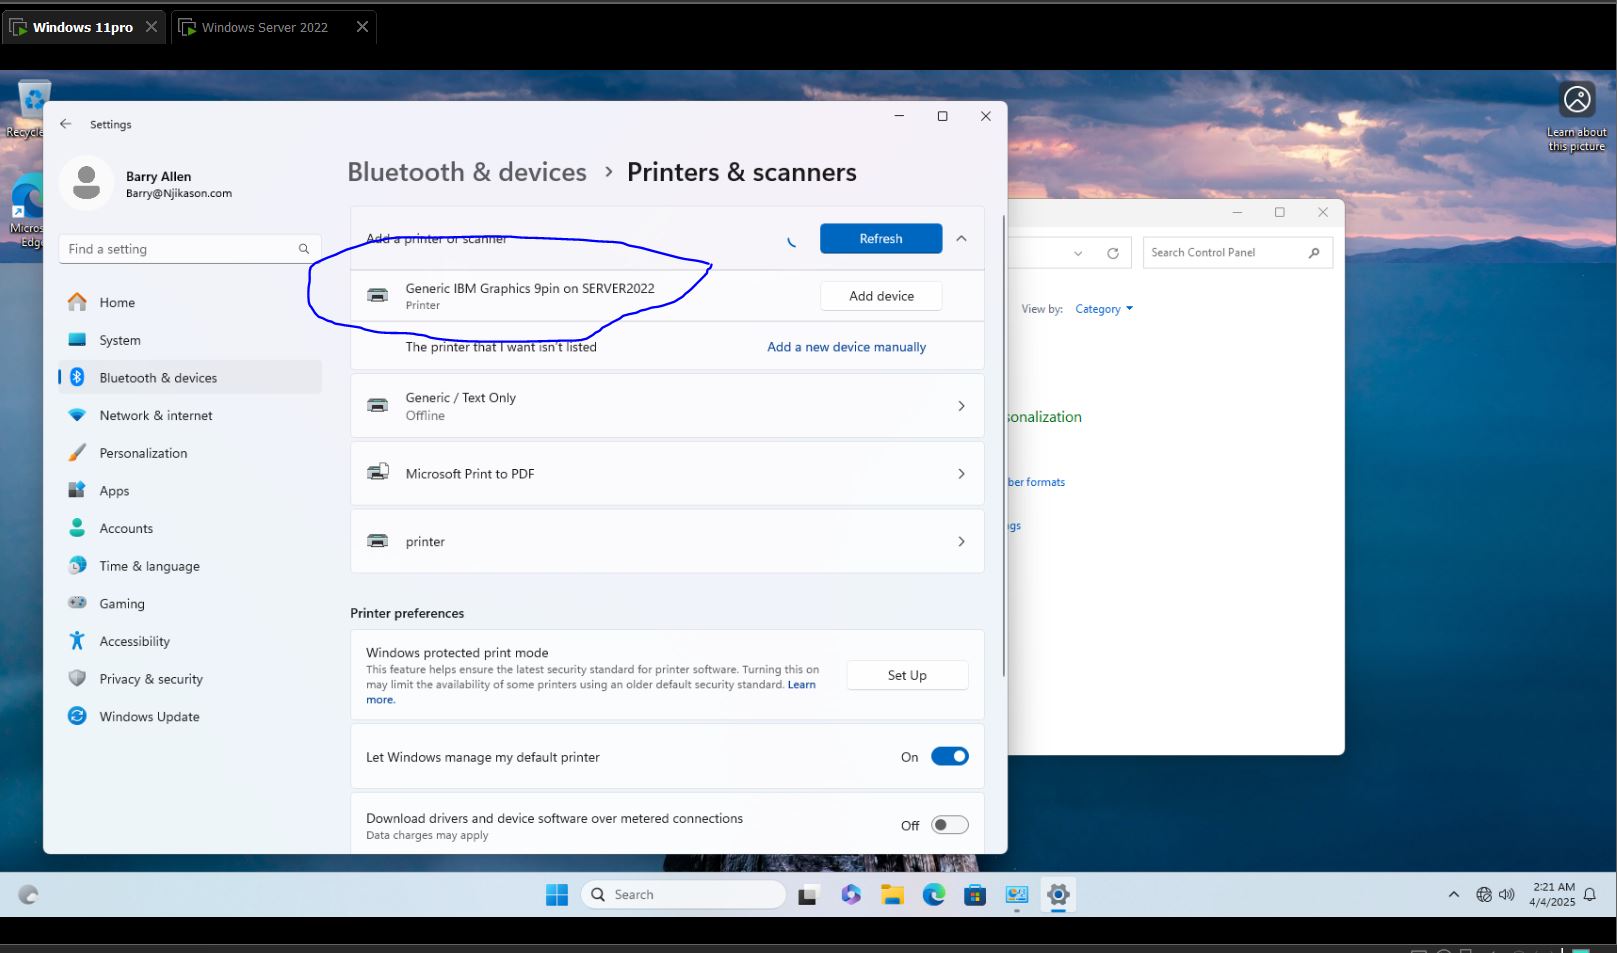 Windows 11pro
Windows Server 2022
Recycle
Micros
Edge
Learn about
this picture
Settings
Barry Allen
Barry@Njikason.com
Find a setting
Home
System
Bluetooth & devices
Network & internet
Personalization
Apps
Accounts
Time & language
Gaming
Accessibility
Privacy & security
Windows Update
Bluetooth & devices › Printers & scanners
Add a printer or scanner
Refresh
Generic IBM Graphics 9pin on SERVER2022
Printer
Add device
The printer that I want isn't listed
Add a new device manually
Generic / Text Only
Offline
Microsoft Print to PDF
printer
Printer preferences
Windows protected print mode
This feature helps ensure the latest security standard for printer software. Turning this on
may limit the availability of some printers using an older default security standard. Learn
more.
Set Up
Let Windows manage my default printer
On
Download drivers and device software over metered connections
Data charges may apply
Off
Search Control Panel
View by:
Category
sonalization
ber formats
gs
Search
2:21 AM
4/4/2025